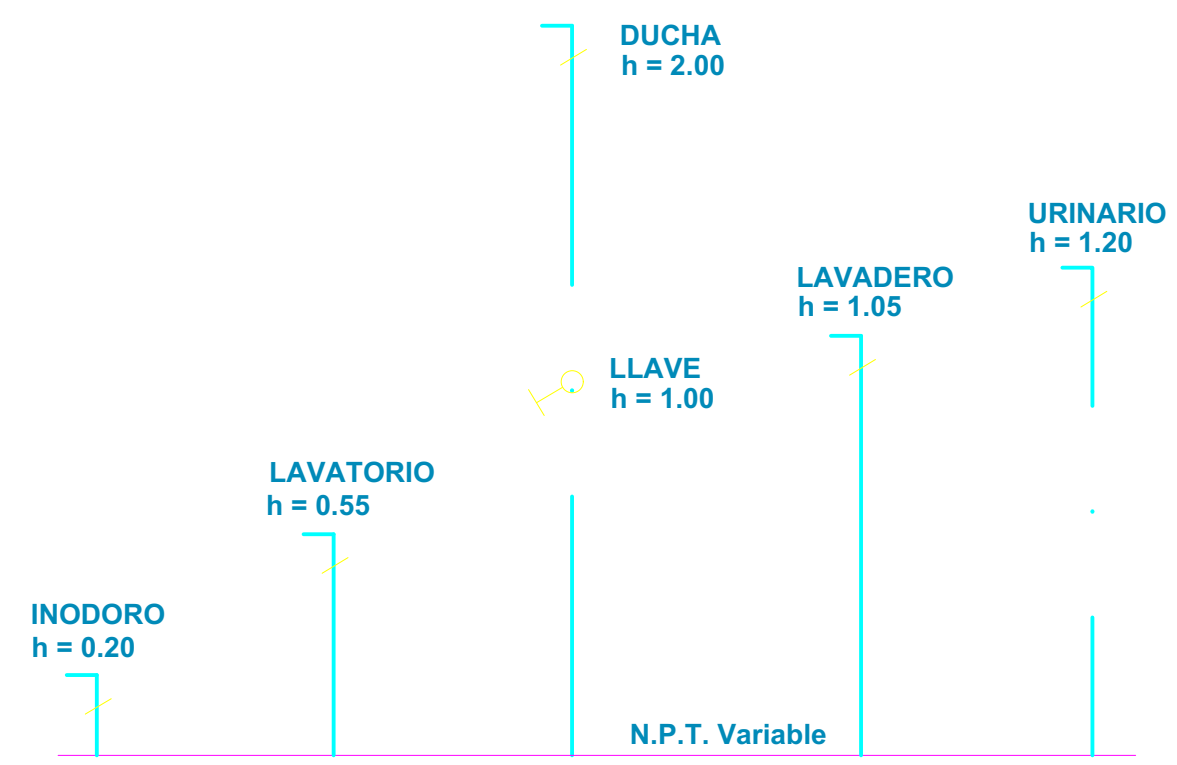 DUCHA
h = 2.00
URINARIO
h = 1.20
LAVADERO
h = 1.05
LLAVE
h = 1.00
LAVATORIO
h = 0.55
INODORO
h = 0.20
N.P.T. Variable